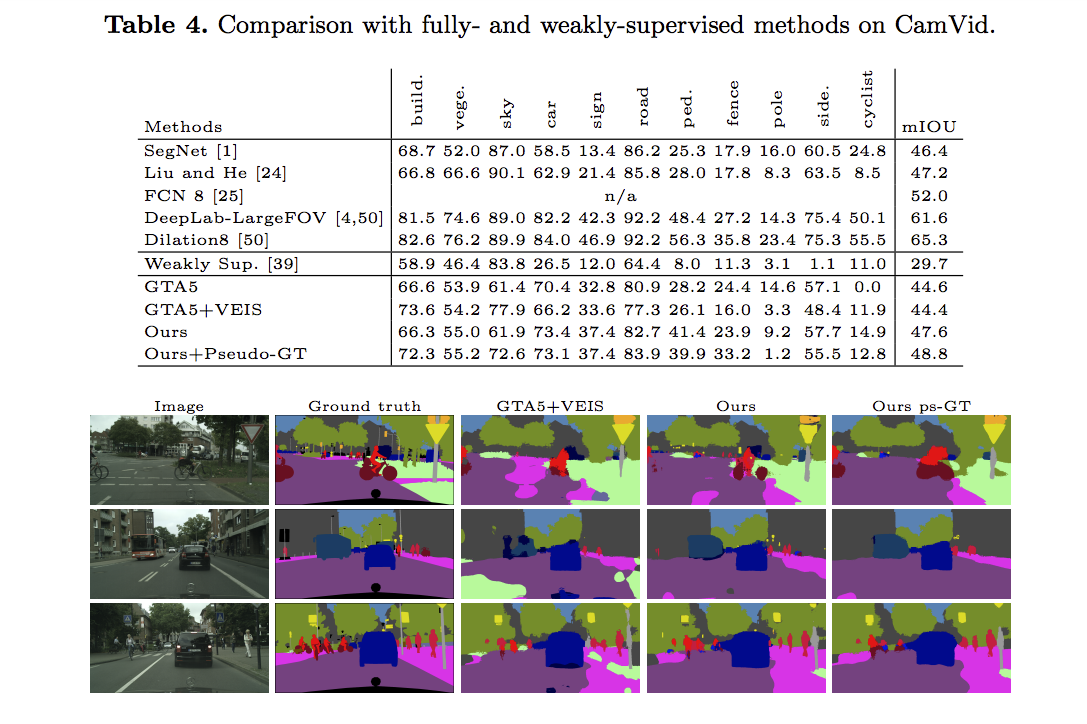 Table 4. Comparison with fully- and weakly-supervised methods on CamVid.
Methods build. vege. sky car sign road ped. fence pole side. cyclist mIOU
SegNet [1] 68.7 52.0 87.0 58.5 13.4 86.2 25.3 17.9 16.0 60.5 24.8 46.4
Liu and He [24] 66.8 66.6 90.1 62.9 21.4 85.8 28.0 17.8 8.3 63.5 8.5 47.2
FCN 8 [25] n/a 52.0
DeepLab-LargeFOV [4,50] 81.5 74.6 89.0 82.2 42.3 92.2 48.4 27.2 14.3 75.4 50.1 61.6
Dilation8 [50] 82.6 76.2 89.9 84.0 46.9 92.2 56.3 35.8 23.4 75.3 55.5 65.3
Weakly Sup. [39] 58.9 46.4 83.8 26.5 12.0 64.4 8.0 11.3 3.1 1.1 11.0 29.7
GTA5 66.6 53.9 61.4 70.4 32.8 80.9 28.2 24.4 14.6 57.1 0.0 44.6
GTA5+VEIS 73.6 54.2 77.9 66.2 33.6 77.3 26.1 16.0 3.3 48.4 11.9 44.4
Ours 66.3 55.0 61.9 73.4 37.4 82.7 41.4 23.9 9.2 57.7 14.9 47.6
Ours+Pseudo-GT 72.3 55.2 72.6 73.1 37.4 83.9 39.9 33.2 1.2 55.5 12.8 48.8
Image Ground truth GTA5+VEIS Ours Ours ps-GT